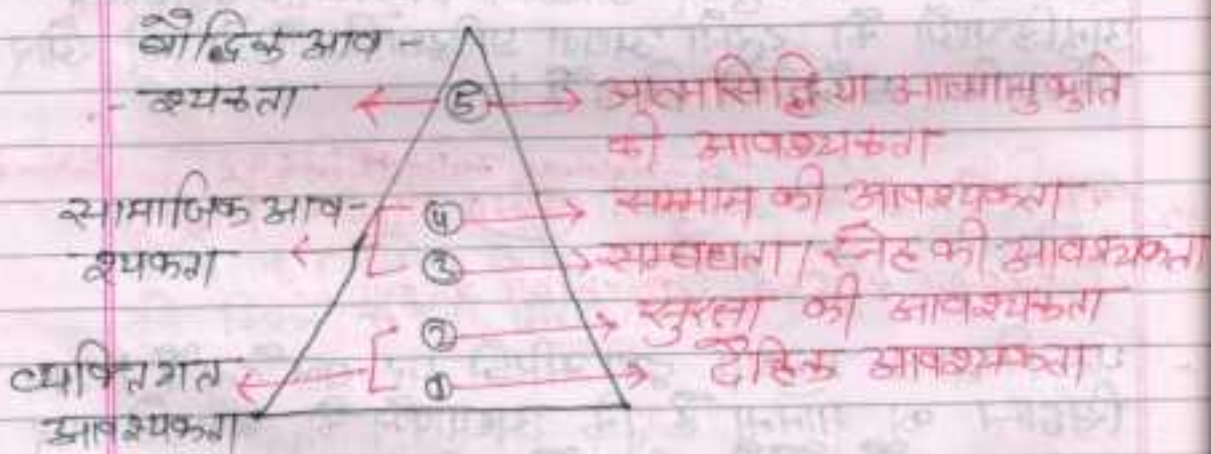 बौद्धिक आव-
श्यकता ← ⑤ → आत्मसिद्धि या आत्मानुभुति
की आवश्यकता
सामाजिक आव- ④ → सम्मान की आवश्यकता
श्यकता ← ③ → सम्बद्धता / स्नेह की आवश्यकता
② → सुरक्षा की आवश्यकता
व्यक्तिगत ← ① → दैहिक आवश्यकता
आवश्यकता